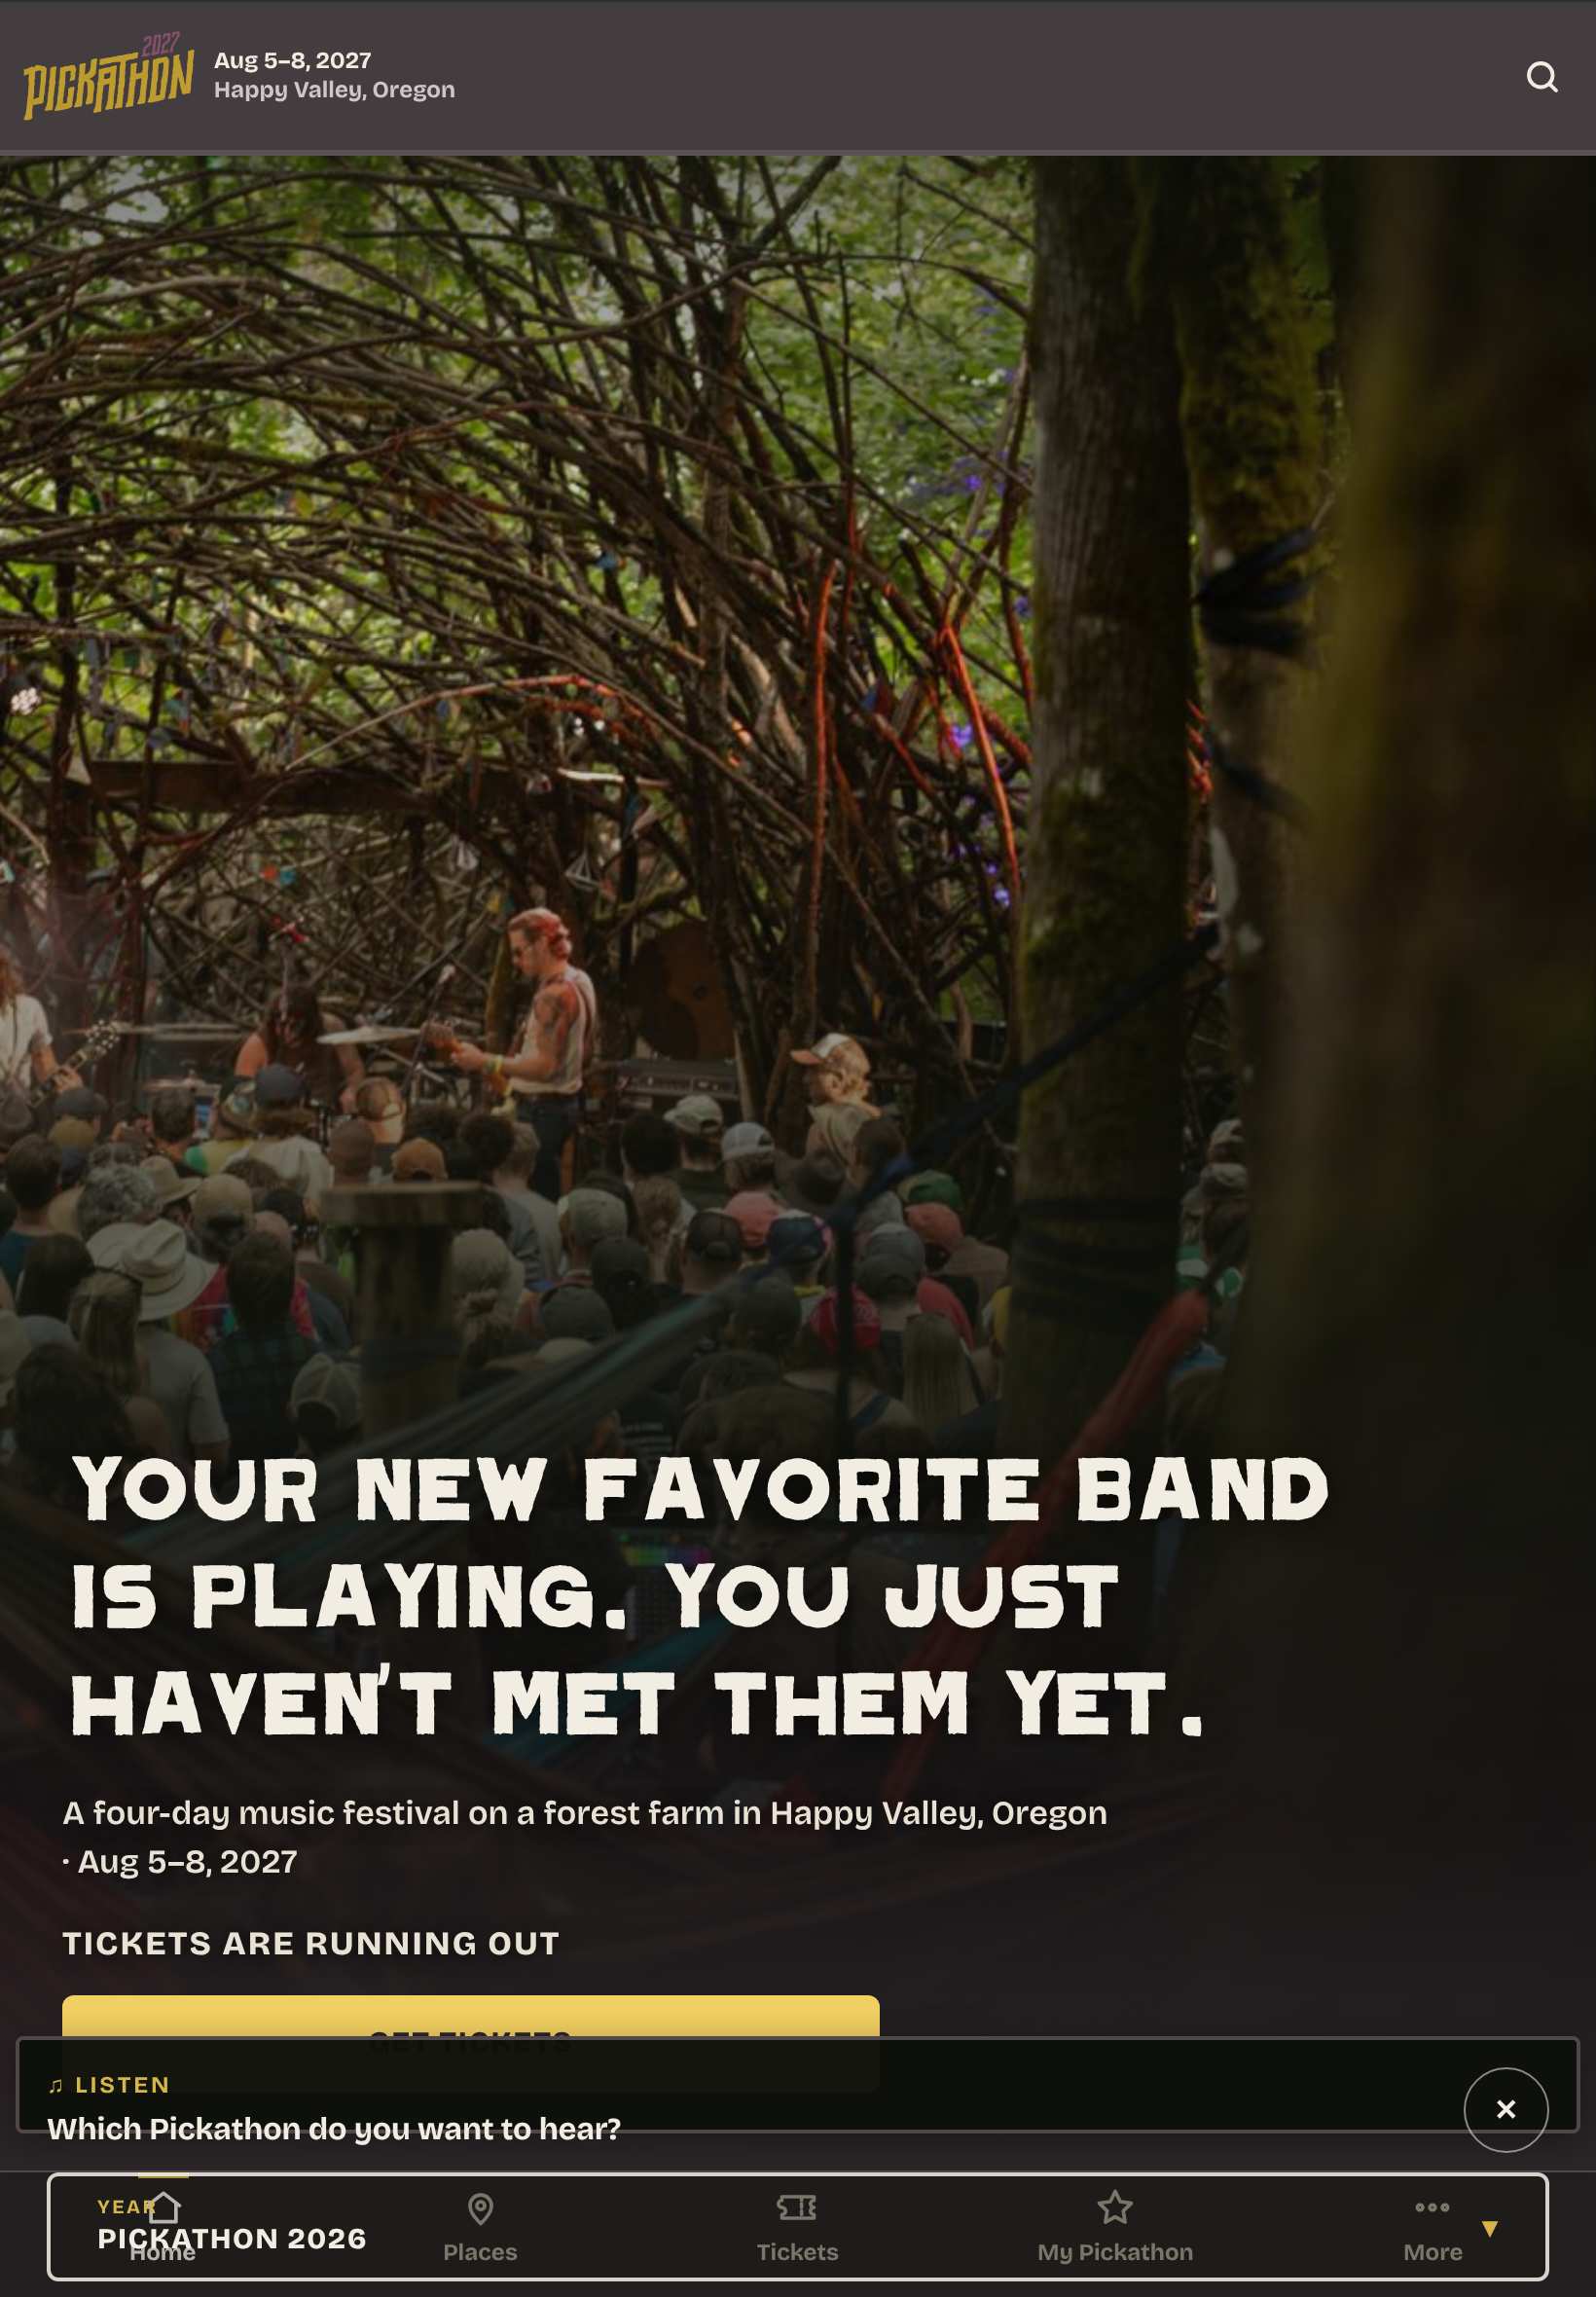 2027
PICKATHON
Aug 5–8, 2027
Happy Valley, Oregon
YOUR NEW FAVORITE BAND
IS PLAYING. YOU JUST
HAVEN'T MET THEM YET.
A four-day music festival on a forest farm in Happy Valley, Oregon
· Aug 5–8, 2027
TICKETS ARE RUNNING OUT
GET TICKETS
♫ LISTEN
Which Pickathon do you want to hear?
YEAR
PICKATHON 2026
▼
Home
Places
Tickets
My Pickathon
More